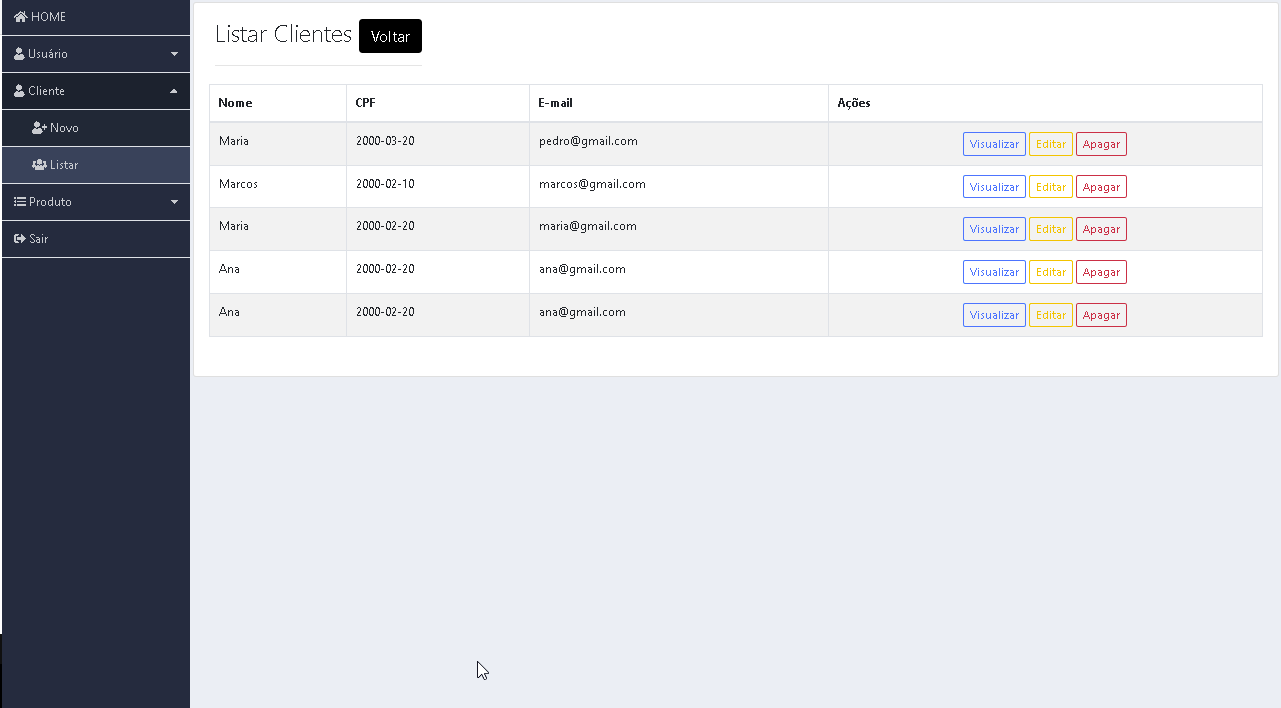 HOME
Usuário
Cliente
Novo
Listar
Produto
Sair
Listar Clientes Voltar
Nome CPF E-mail Ações
Maria 2000-03-20 pedro@gmail.com Visualizar Editar Apagar
Marcos 2000-02-10 marcos@gmail.com Visualizar Editar Apagar
Maria 2000-02-20 maria@gmail.com Visualizar Editar Apagar
Ana 2000-02-20 ana@gmail.com Visualizar Editar Apagar
Ana 2000-02-20 ana@gmail.com Visualizar Editar Apagar